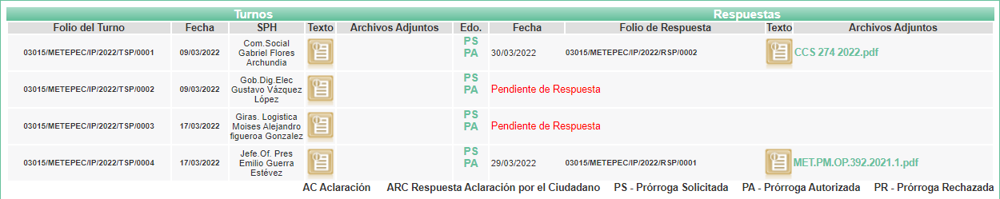 Turnos Respuestas
Folio del Turno Fecha SPH Texto Archivos Adjuntos Edo. Fecha Folio de Respuesta Texto Archivos Adjuntos
03015/METEPEC/IP/2022/TSP/0001 09/03/2022 Com.Social
Gabriel Flores
Archundia
PS
PA
30/03/2022 03015/METEPEC/IP/2022/RSP/0002 CCS 274 2022.pdf
03015/METEPEC/IP/2022/TSP/0002 09/03/2022 Gob.Dig.Elec
Gustavo Vázquez
López
PS
PA
Pendiente de Respuesta
03015/METEPEC/IP/2022/TSP/0003 17/03/2022 Giras. Logistica
Moises Alejandro
figueroa Gonzalez
PS
PA
Pendiente de Respuesta
03015/METEPEC/IP/2022/TSP/0004 17/03/2022 Jefe.Of. Pres
Emilio Guerra
Estévez
PS
PA
29/03/2022 03015/METEPEC/IP/2022/RSP/0001 MET.PM.OP.392.2021.1.pdf
AC Aclaración ARC Respuesta Aclaración por el Ciudadano PS - Prórroga Solicitada PA - Prórroga Autorizada PR - Prórroga Rechazada